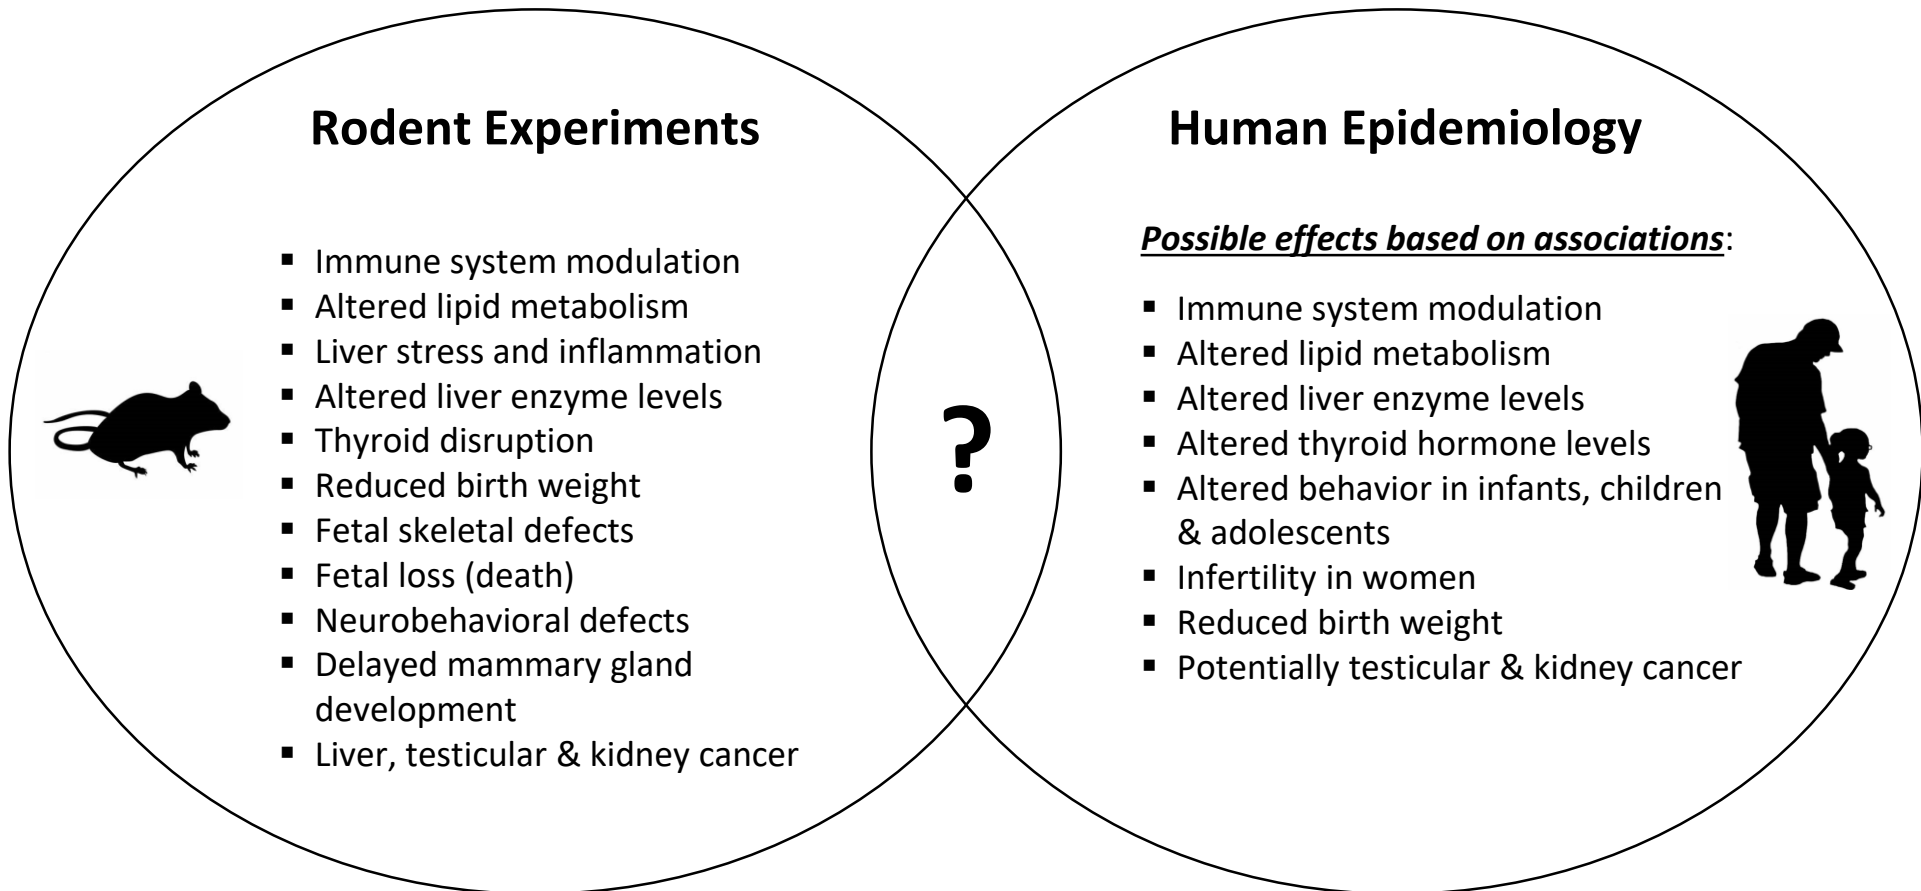 Rodent Experiments
▪ Immune system modulation
▪ Altered lipid metabolism
▪ Liver stress and inflammation
▪ Altered liver enzyme levels
▪ Thyroid disruption
▪ Reduced birth weight
▪ Fetal skeletal defects
▪ Fetal loss (death)
▪ Neurobehavioral defects
▪ Delayed mammary gland
development
▪ Liver, testicular & kidney cancer
?
Human Epidemiology
Possible effects based on associations:
▪ Immune system modulation
▪ Altered lipid metabolism
▪ Altered liver enzyme levels
▪ Altered thyroid hormone levels
▪ Altered behavior in infants, children
& adolescents
▪ Infertility in women
▪ Reduced birth weight
▪ Potentially testicular & kidney cancer